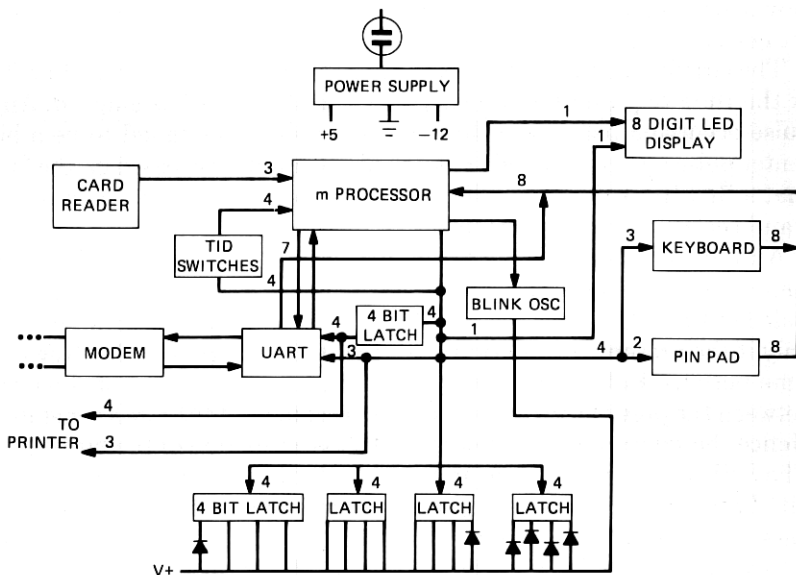 POWER SUPPLY
+5
−12
1
1
8 DIGIT LED
DISPLAY
CARD
READER
3
m PROCESSOR
8
4
TID
SWITCHES
7
4
3
KEYBOARD
8
BLINK OSC
4 BIT
LATCH
4
4
1
MODEM
UART
3
4
2
PIN PAD
8
4
TO
PRINTER
3
4
4
4
4
4 BIT LATCH
LATCH
LATCH
LATCH
V+